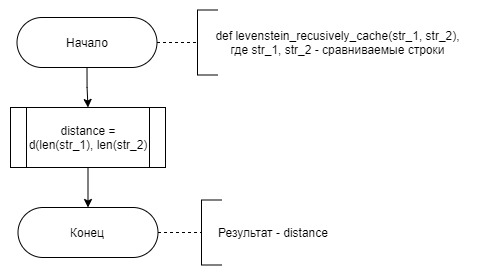 Начало
def levenstein_recusively_cache(str_1, str_2),
где str_1, str_2 - сравниваемые строки
distance =
d(len(str_1), len(str_2)
Конец
Результат - distance